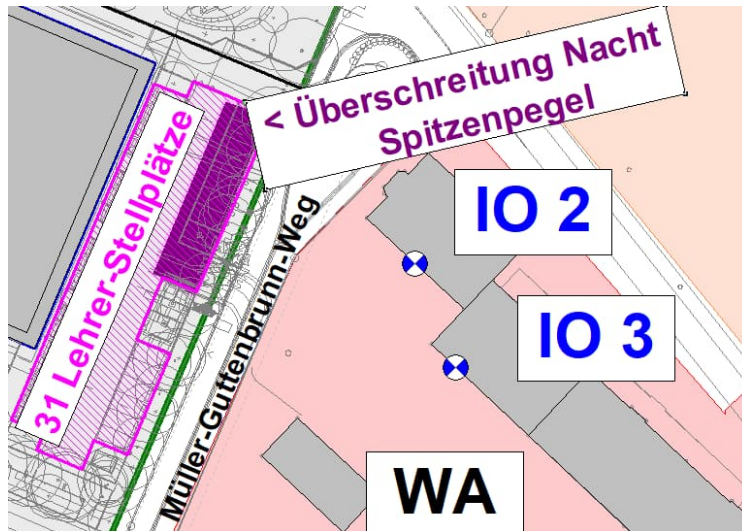 < Überschreitung Nacht
Spitzenpegel
31 Lehrer-Stellplätze
Müller-Guttenbrunn-Weg
IO 2
IO 3
WA